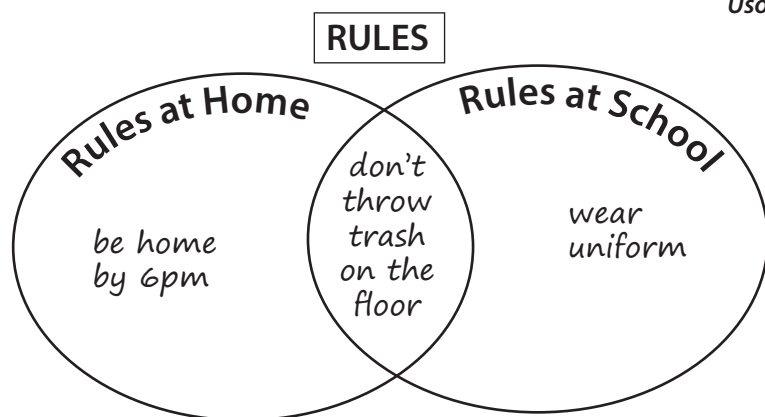 RULES
Rules at Home
Rules at School
be home
by 6pm
don't
throw
trash
on the
floor
wear
uniform